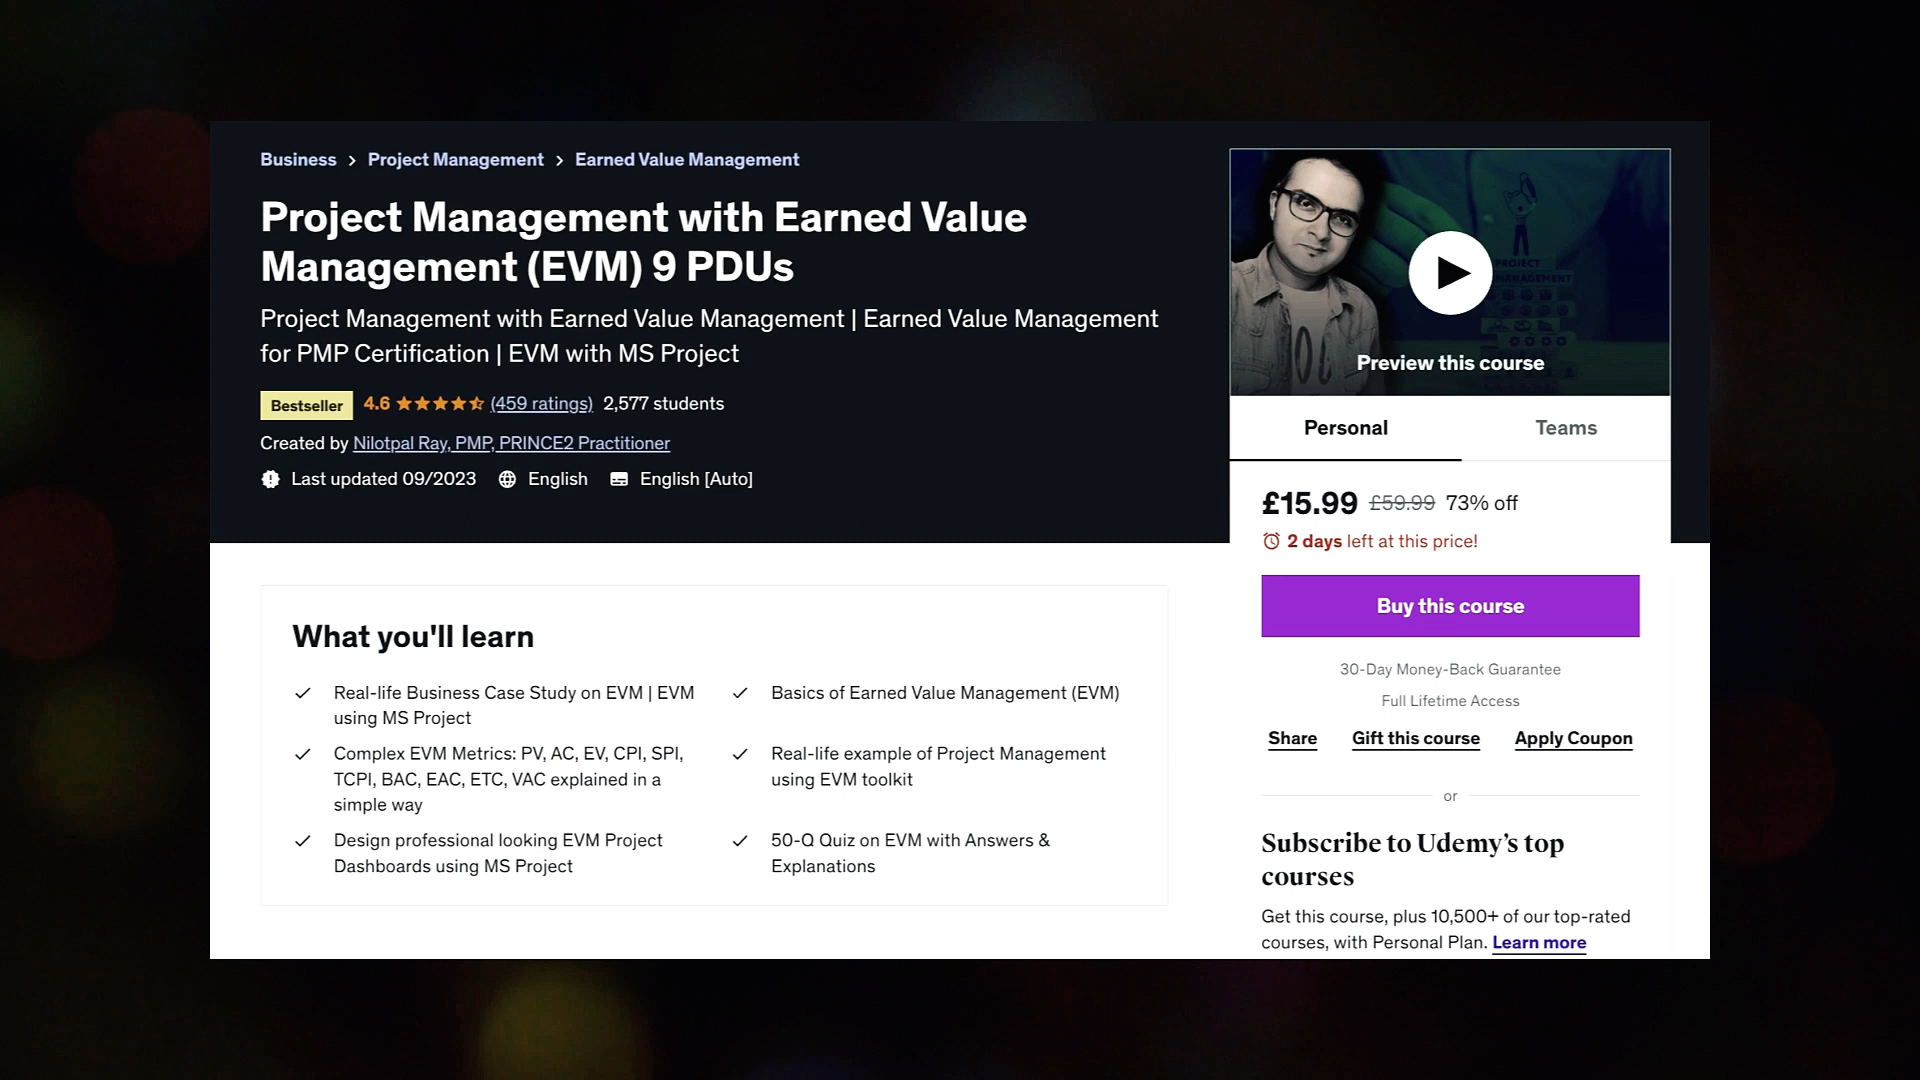 Business > Project Management > Earned Value Management
Project Management with Earned Value
Management (EVM) 9 PDUs
Project Management with Earned Value Management | Earned Value Management
for PMP Certification | EVM with MS Project
Bestseller 4.6 (459 ratings) 2,577 students
Created by Nilotpal Ray, PMP, PRINCE2 Practitioner
Last updated 09/2023 English English [Auto]
What you'll learn
Real-life Business Case Study on EVM | EVM
using MS Project
Complex EVM Metrics: PV, AC, EV, CPI, SPI,
TCPI, BAC, EAC, ETC, VAC explained in a
simple way
Design professional looking EVM Project
Dashboards using MS Project
Basics of Earned Value Management (EVM)
Real-life example of Project Management
using EVM toolkit
50-Q Quiz on EVM with Answers &
Explanations
PROJECT
MANAGEMENT
Preview this course
Personal Teams
£15.99 £59.99 73% off
2 days left at this price!
Buy this course
30-Day Money-Back Guarantee
Full Lifetime Access
Share Gift this course Apply Coupon
or
Subscribe to Udemy’s top
courses
Get this course, plus 10,500+ of our top-rated
courses, with Personal Plan. Learn more